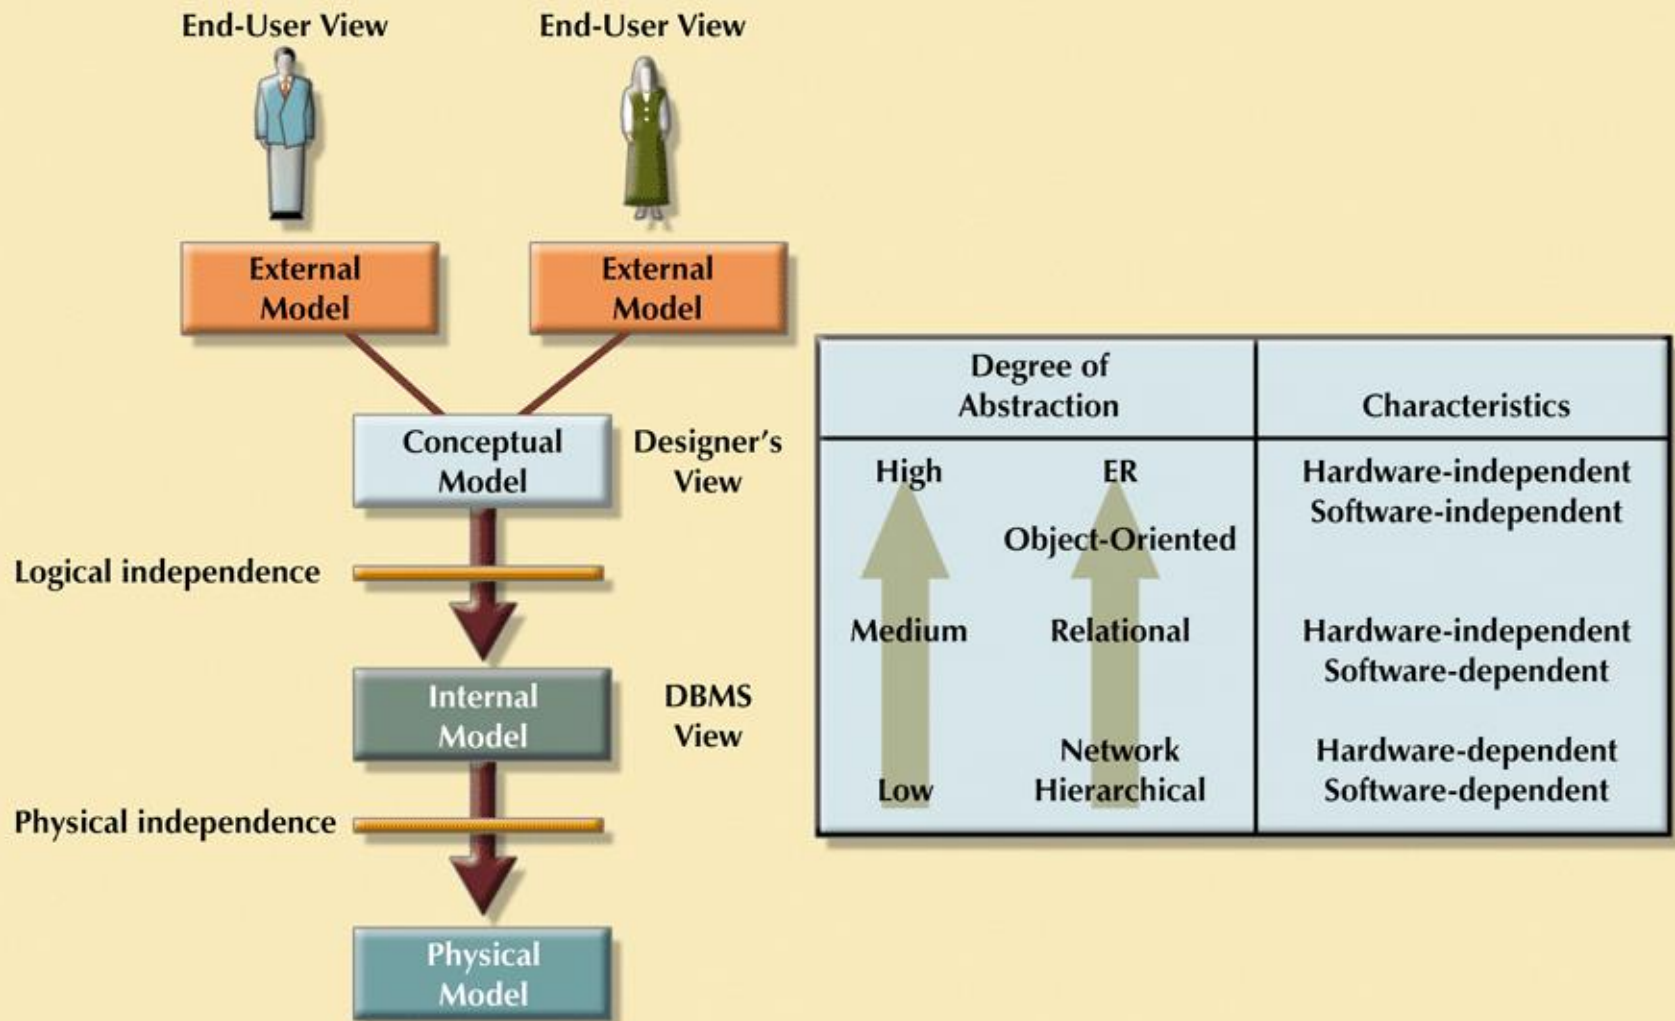 End-User View
End-User View
External
Model
External
Model
Conceptual
Model
Designer’s
View
Logical independence
Internal
Model
DBMS
View
Physical independence
Physical
Model
Degree of
Abstraction
Characteristics
High
ER
Hardware-independent
Software-independent
Object-Oriented
Medium
Relational
Hardware-independent
Software-dependent
Network
Hardware-dependent
Low
Hierarchical
Software-dependent